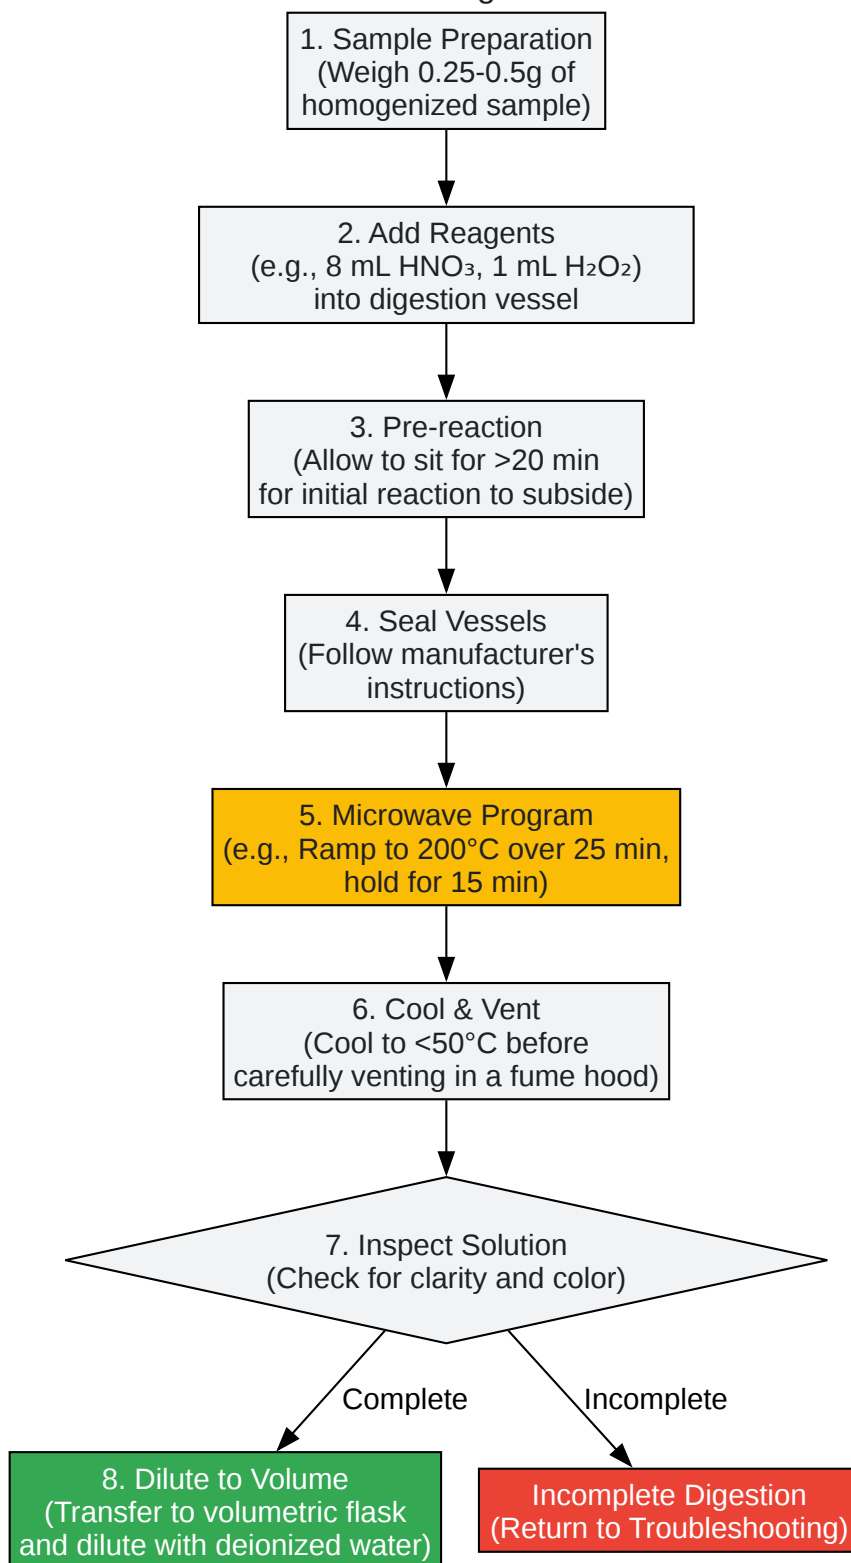 1. Sample Preparation
(Weigh 0.25-0.5g of
homogenized sample)
2. Add Reagents
(e.g., 8 mL HNO₃, 1 mL H₂O₂)
into digestion vessel
3. Pre-reaction
(Allow to sit for >20 min
for initial reaction to subside)
4. Seal Vessels
(Follow manufacturer's
instructions)
5. Microwave Program
(e.g., Ramp to 200°C over 25 min,
hold for 15 min)
6. Cool & Vent
(Cool to <50°C before
carefully venting in a fume hood)
7. Inspect Solution
(Check for clarity and color)
Complete
Incomplete
8. Dilute to Volume
(Transfer to volumetric flask
and dilute with deionized water)
Incomplete Digestion
(Return to Troubleshooting)